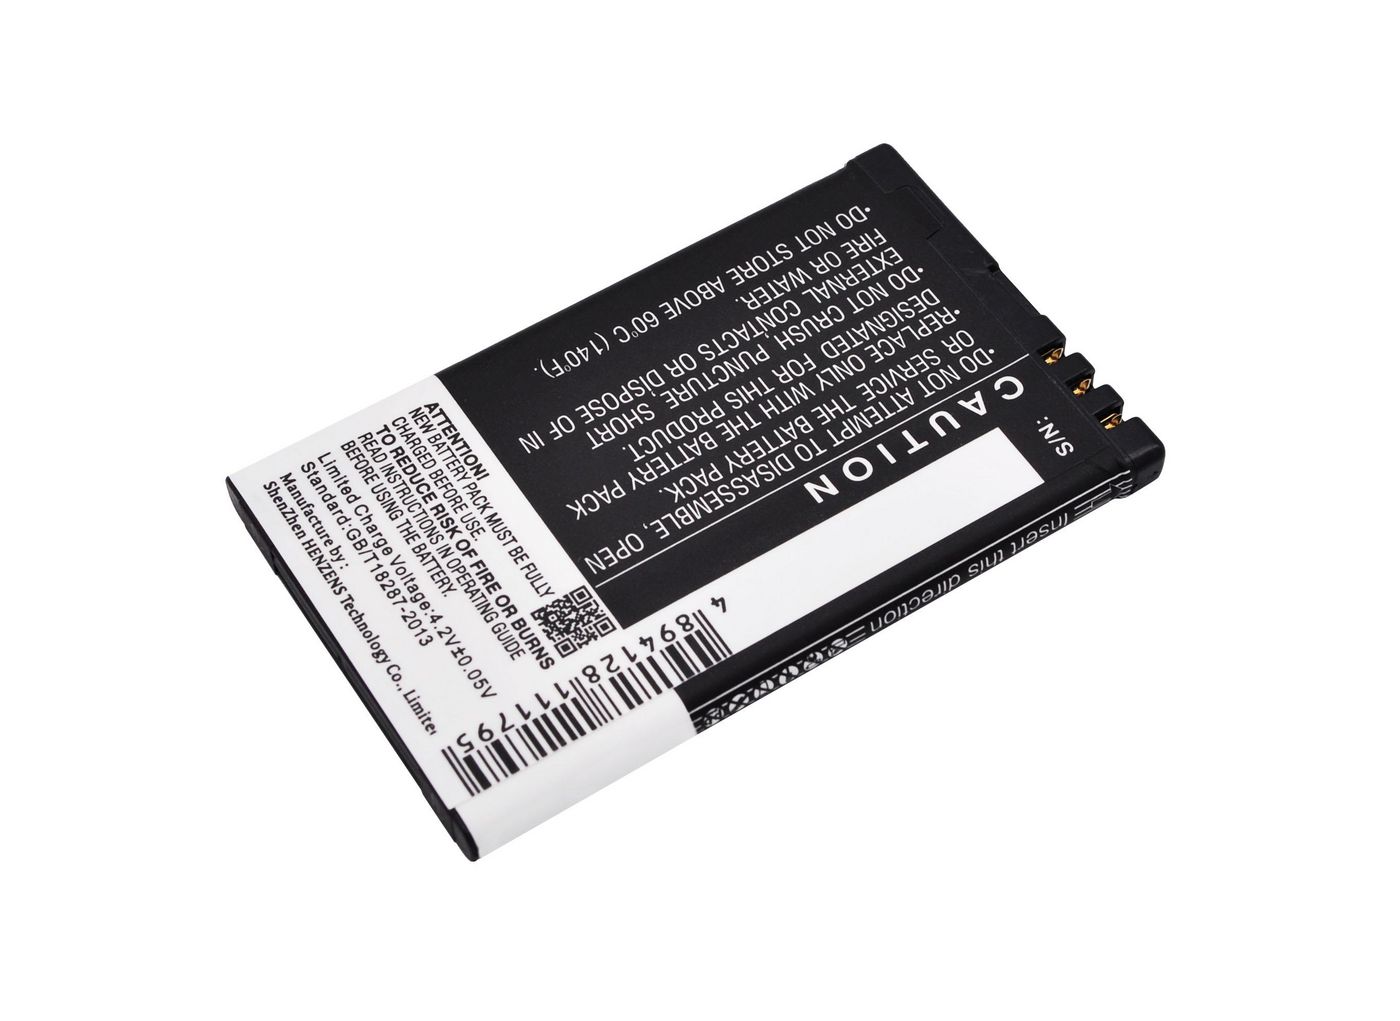 S/N:
CAUTION
•DO NOT ATTEMPT TO DISASSEMBLE, OPEN
OR SERVICE THE BATTERY PACK.
•REPLACE ONLY WITH THE BATTERY PACK
DESIGNATED FOR THIS PRODUCT.
•DO NOT CRUSH, PUNCTURE, SHORT
EXTERNAL CONTACTS OR DISPOSE OF IN
FIRE OR WATER.
•DO NOT STORE ABOVE 60°C (140°F).
ATTENTION!
NEW BATTERY PACK MUST BE FULLY
CHARGED BEFORE USE.
TO REDUCE RISK OF FIRE OR BURNS
READ INSTRUCTIONS IN OPERATING GUIDE
BEFORE USING THE BATTERY.
Limited Charge Voltage:4.2V±0.05V
Standard:GB/T18287-2013
Manufacture by:
ShenZhen HENZENS Technology Co., Limite
4 894128 111795
Insert this direction